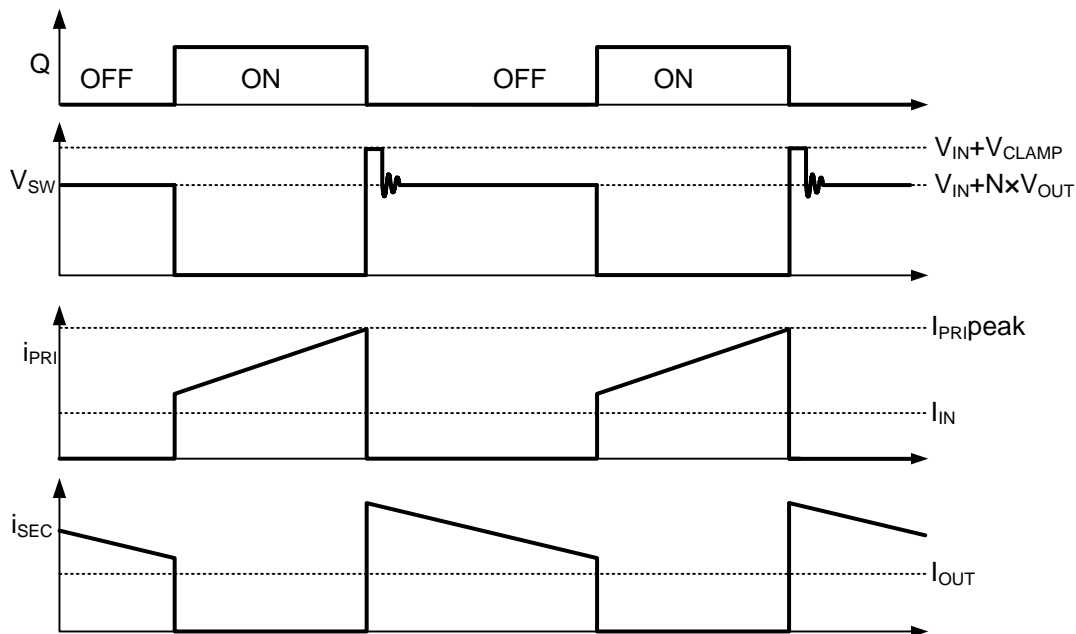 Q
OFF
ON
OFF
ON
V_SW
V_IN+V_CLAMP
V_IN+N×V_OUT
i_PRI
I_PRIpeak
I_IN
i_SEC
I_OUT